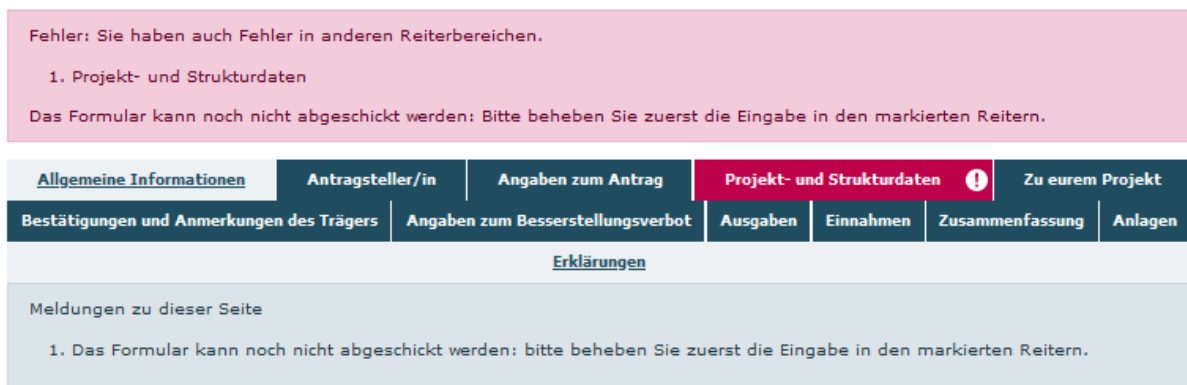 Fehler: Sie haben auch Fehler in anderen Reiterbereichen.
1. Projekt- und Strukturdaten
Das Formular kann noch nicht abgeschickt werden: Bitte beheben Sie zuerst die Eingabe in den markierten Reitern.
Allgemeine Informationen Antragsteller/in Angaben zum Antrag Projekt- und Strukturdaten ! Zu eurem Projekt
Bestätigungen und Anmerkungen des Trägers Angaben zum Besserstellungsverbot Ausgaben Einnahmen Zusammenfassung Anlagen
Erklärungen
Meldungen zu dieser Seite
1. Das Formular kann noch nicht abgeschickt werden: bitte beheben Sie zuerst die Eingabe in den markierten Reitern.